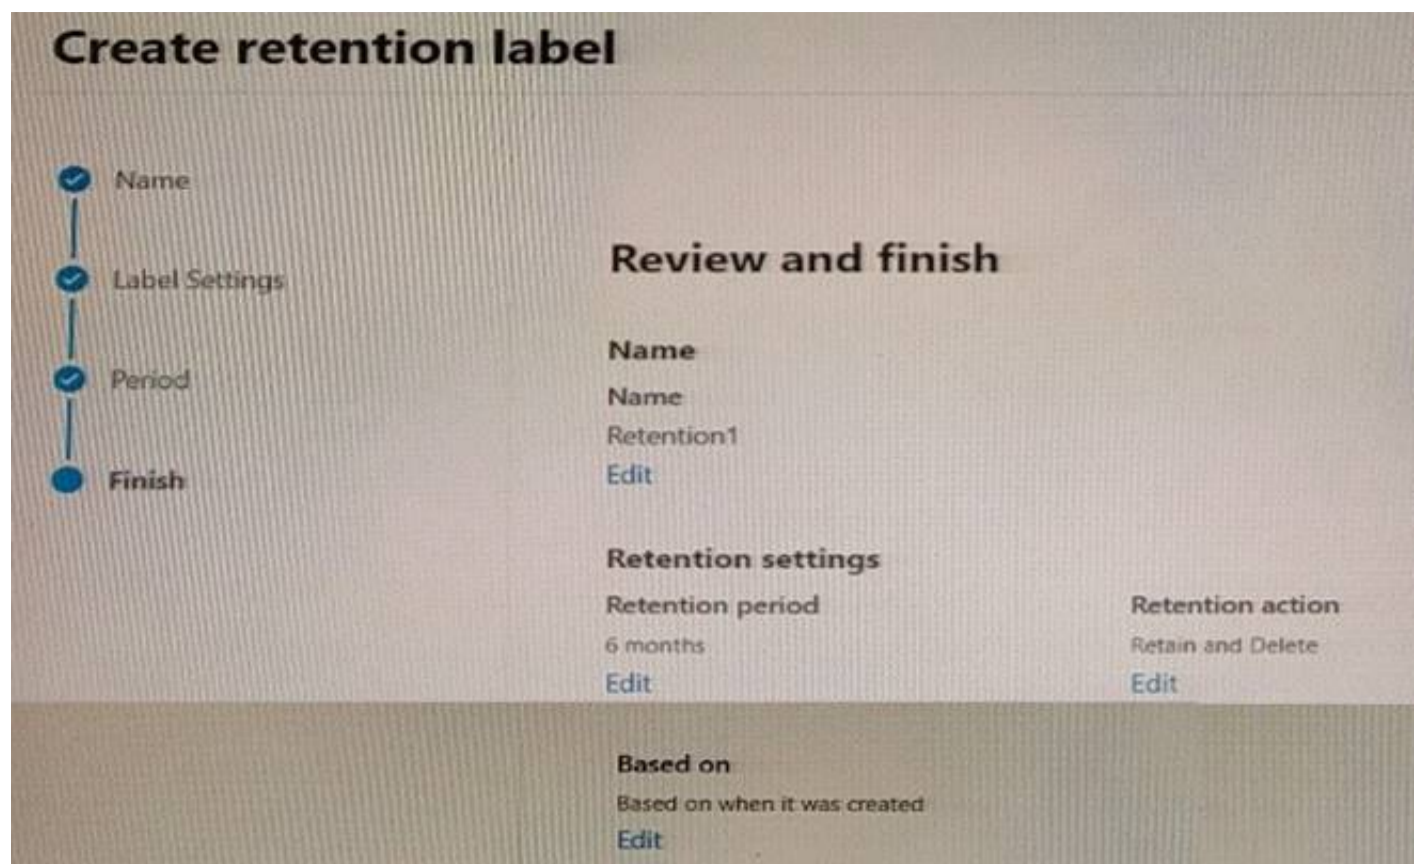 Create retention label
Name
Label Settings
Period
Finish
Review and finish
Name
Name
Retention1
Edit
Retention settings
Retention period
6 months
Edit
Retention action
Retain and Delete
Edit
Based on
Based on when it was created
Edit